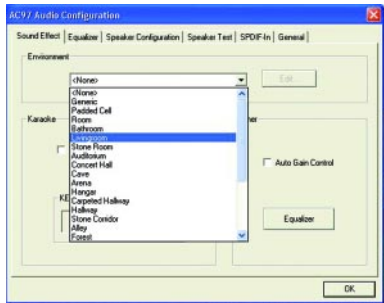 AC97 Audio Configuration
Sound Effect Equalizer Speaker Configuration Speaker Test SPDIF-In General
Environment
<None> Edit...
<None>
Generic
Padded Cell
Room
Bathroom
Livingroom
Stone Room
Auditorium
Concert Hall
Cave
Arena
Hangar
Carpeted Hallway
Hallway
Stone Corridor
Alley
Forest
Karaoke
KE
Auto Gain Control
Equalizer
OK